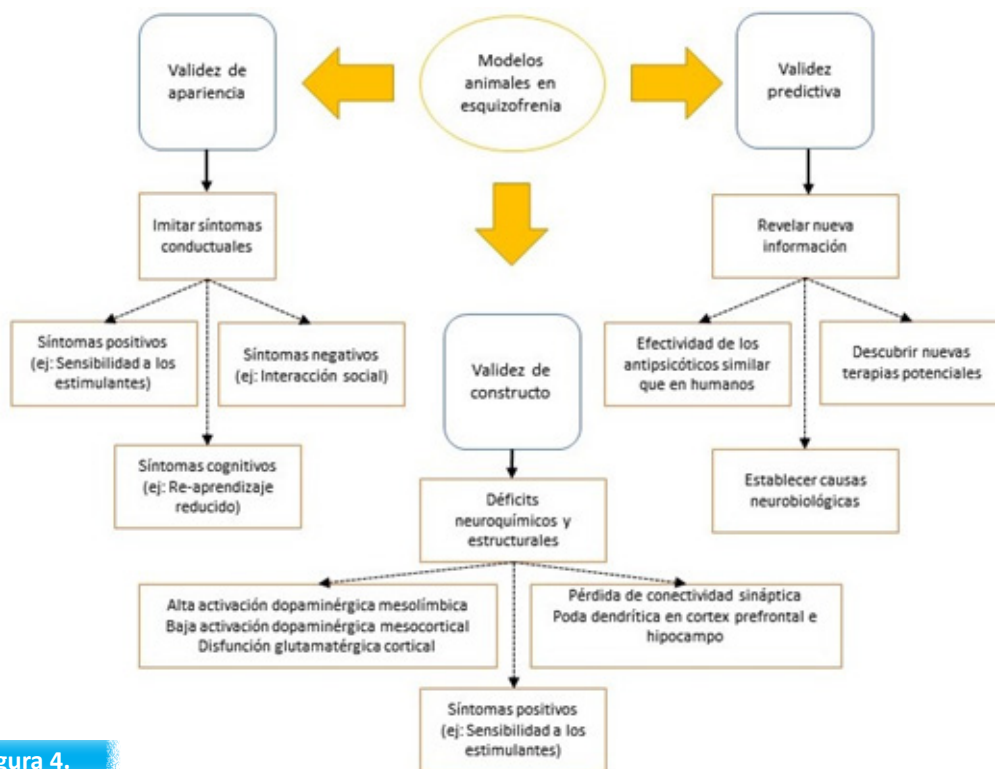 Modelos
animales en
esquizofrenia
Validez de
apariencia
Validez
predictiva
Imitar síntomas
conductuales
Revelar nueva
información
Síntomas positivos
(ej: Sensibilidad a los
estimulantes)
Síntomas negativos
(ej: Interacción social)
Síntomas cognitivos
(ej: Re-aprendizaje
reducido)
Validez de
constructo
Efectividad de los
antipsicóticos similar
que en humanos
Descubrir nuevas
terapias potenciales
Establecer causas
neurobiológicas
Déficits
neuroquímicos y
estructurales
Alta activación dopaminérgica mesolímbica
Baja activación dopaminérgica mesocortical
Disfunción glutamatérgica cortical
Pérdida de conectividad sináptica
Poda dendrítica en cortex prefrontal e
hipocampo
Síntomas positivos
(ej: Sensibilidad a los
estimulantes)
gura 4.